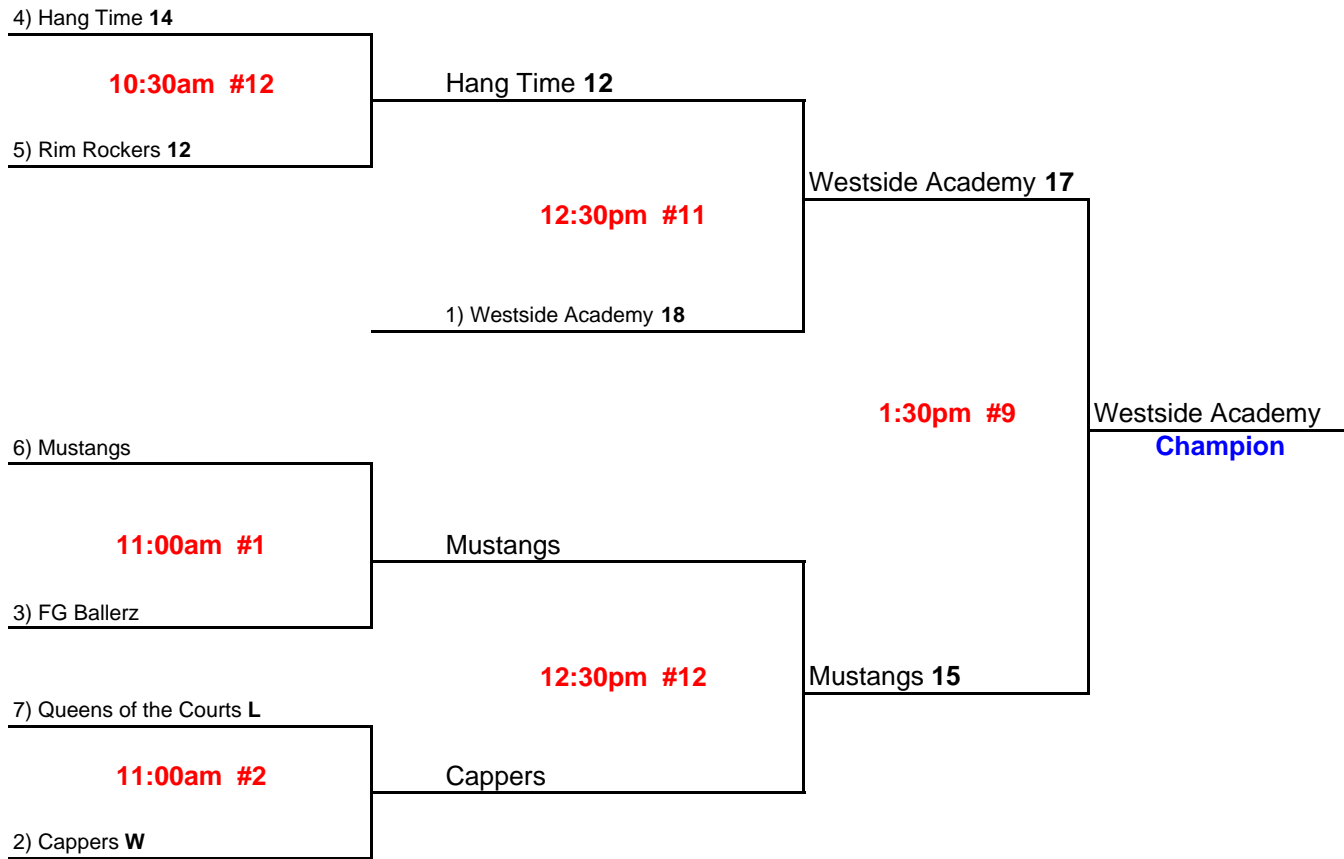 4) Hang Time 14
10:30am #12
Hang Time 12
5) Rim Rockers 12
Westside Academy 17
12:30pm #11
1) Westside Academy 18
1:30pm #9
Westside Academy
Champion
6) Mustangs
11:00am #1
Mustangs
3) FG Ballerz
12:30pm #12
Mustangs 15
7) Queens of the Courts L
11:00am #2
Cappers
2) Cappers W